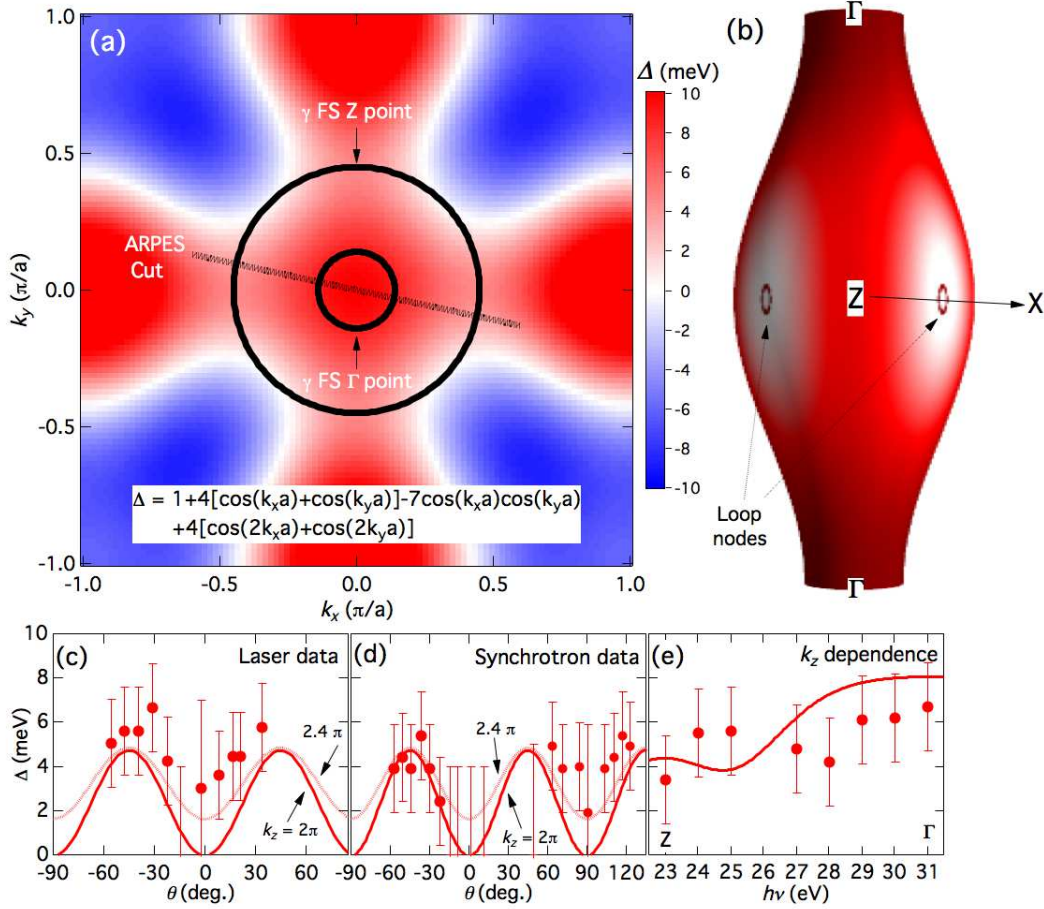 (a)
1.0
0.5
0.0
-0.5
-1.0
k_y (π/a)
γ FS Z point
ARPES
Cut
γ FS Γ point
Δ = 1+4[cos(k_xa)+cos(k_ya)]-7cos(k_xa)cos(k_ya)
+4[cos(2k_xa)+cos(2k_ya)]
-1.0 -0.5 0.0 0.5 1.0
k_x (π/a)
Δ (meV)
10
8
6
4
2
0
-2
-4
-6
-8
-10
(b)
Γ
Z
X
Loop
nodes
Γ
(c)
Laser data
10
8
6
4
2
0
Δ (meV)
2.4 π
k_z = 2π
-90 -60 -30 0 30 60 -90
θ (deg.)
(d)
Synchrotron data
2.4 π
k_z = 2π
-60 -30 0 30 60 90 120
θ (deg.)
(e)
k_z dependence
Z
Γ
23 24 25 26 27 28 29 30 31
hν (eV)